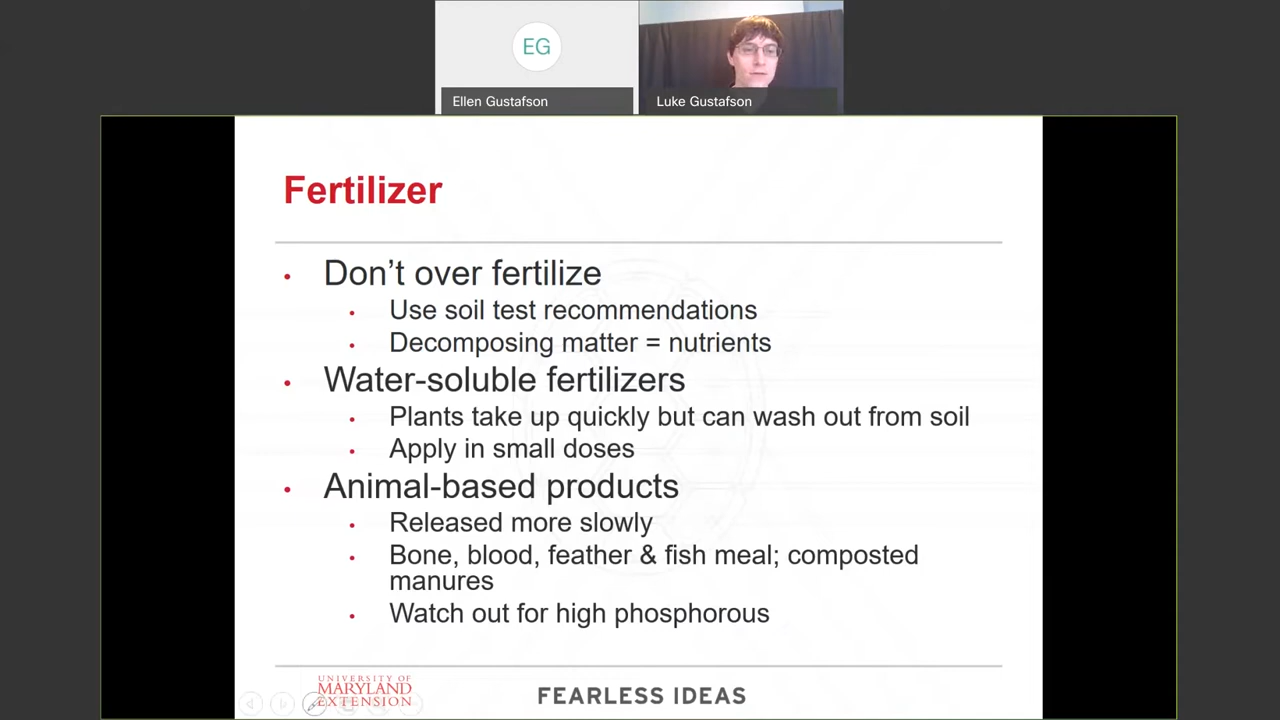 EG
Ellen Gustafson
Luke Gustafson
Fertilizer
• Don’t over fertilize
• Use soil test recommendations
• Decomposing matter = nutrients
• Water-soluble fertilizers
• Plants take up quickly but can wash out from soil
• Apply in small doses
• Animal-based products
• Released more slowly
• Bone, blood, feather & fish meal; composted
manures
• Watch out for high phosphorous
UNIVERSITY OF
MARYLAND
EXTENSION
FEARLESS IDEAS